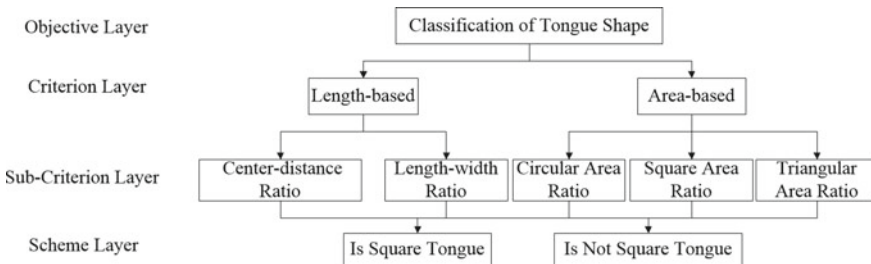 Objective Layer
Classification of Tongue Shape
Criterion Layer
Length-based
Area-based
Sub-Criterion Layer
Center-distance
Ratio
Length-width
Ratio
Circular Area
Ratio
Square Area
Ratio
Triangular
Area Ratio
Scheme Layer
Is Square Tongue
Is Not Square Tongue